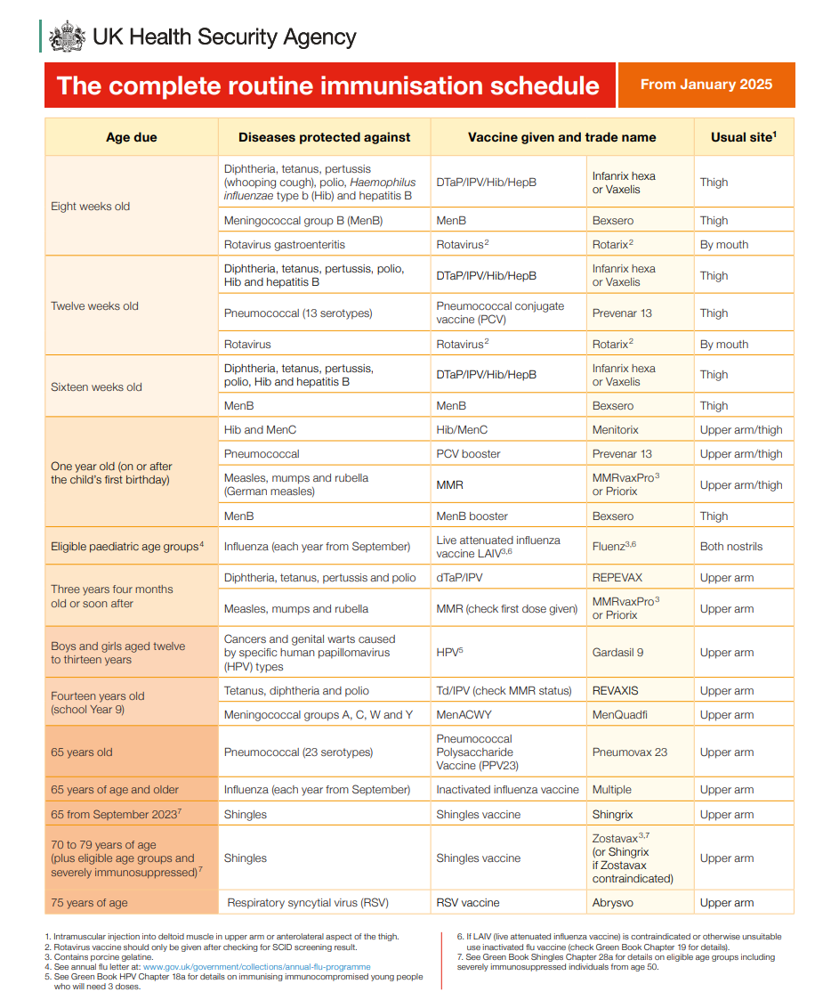 UK Health Security Agency
The complete routine immunisation schedule
From January 2025
Age due
Diseases protected against
Vaccine given and trade name
Usual site1
Eight weeks old
Diphtheria, tetanus, pertussis
(whooping cough), polio, Haemophilus
influenzae type b (Hib) and hepatitis B
DTaP/IPV/Hib/HepB
Infanrix hexa
or Vaxelis
Thigh
Meningococcal group B (MenB)
MenB
Bexsero
Thigh
Rotavirus gastroenteritis
Rotavirus2
Rotarix2
By mouth
Twelve weeks old
Diphtheria, tetanus, pertussis, polio,
Hib and hepatitis B
DTaP/IPV/Hib/HepB
Infanrix hexa
or Vaxelis
Thigh
Pneumococcal (13 serotypes)
Pneumococcal conjugate
vaccine (PCV)
Prevenar 13
Thigh
Rotavirus
Rotavirus2
Rotarix2
By mouth
Sixteen weeks old
Diphtheria, tetanus, pertussis,
polio, Hib and hepatitis B
DTaP/IPV/Hib/HepB
Infanrix hexa
or Vaxelis
Thigh
MenB
MenB
Bexsero
Thigh
One year old (on or after
the child's first birthday)
Hib and MenC
Hib/MenC
Menitorix
Upper arm/thigh
Pneumococcal
PCV booster
Prevenar 13
Upper arm/thigh
Measles, mumps and rubella
(German measles)
MMR
MMRvaxPro3
or Priorix
Upper arm/thigh
MenB
MenB booster
Bexsero
Thigh
Eligible paediatric age groups4
Influenza (each year from September)
Live attenuated influenza
vaccine LAIV3,6
Fluenz3,6
Both nostrils
Three years four months
old or soon after
Diphtheria, tetanus, pertussis and polio
dTaP/IPV
REPEVAX
Upper arm
Measles, mumps and rubella
MMR (check first dose given)
MMRvaxPro3
or Priorix
Upper arm
Boys and girls aged twelve
to thirteen years
Cancers and genital warts caused
by specific human papillomavirus
(HPV) types
HPV5
Gardasil 9
Upper arm
Fourteen years old
(school Year 9)
Tetanus, diphtheria and polio
Td/IPV (check MMR status)
REVAXIS
Upper arm
Meningococcal groups A, C, W and Y
MenACWY
MenQuadfi
Upper arm
65 years old
Pneumococcal (23 serotypes)
Pneumococcal
Polysaccharide
Vaccine (PPV23)
Pneumovax 23
Upper arm
65 years of age and older
Influenza (each year from September)
Inactivated influenza vaccine
Multiple
Upper arm
65 from September 20237
Shingles
Shingles vaccine
Shingrix
Upper arm
70 to 79 years of age
(plus eligible age groups and
severely immunosuppressed)7
Shingles
Shingles vaccine
Zostavax3,7
(or Shingrix
if Zostavax
contraindicated)
Upper arm
75 years of age
Respiratory syncytial virus (RSV)
RSV vaccine
Abrysvo
Upper arm
1. Intramuscular injection into deltoid muscle in upper arm or anterolateral aspect of the thigh.
2. Rotavirus vaccine should only be given after checking for SCID screening result.
3. Contains porcine gelatine.
4. See annual flu letter at: www.gov.uk/government/collections/annual-flu-programme
5. See Green Book HPV Chapter 18a for details on immunising immunocompromised young people
who will need 3 doses.
6. If LAIV (live attenuated influenza vaccine) is contraindicated or otherwise unsuitable
use inactivated flu vaccine (check Green Book Chapter 19 for details).
7. See Green Book Shingles Chapter 28a for details on eligible age groups including
severely immunosuppressed individuals from age 50.